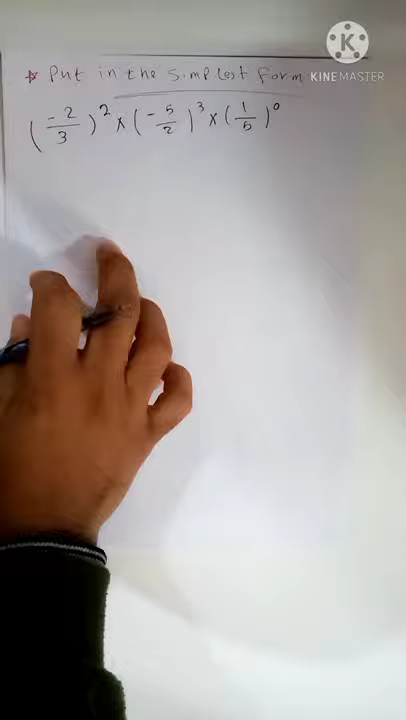 * Put in the Simplest form
KINEMASTER
(-2/3)^2 × (-5/2)^3 × (1/5)^0